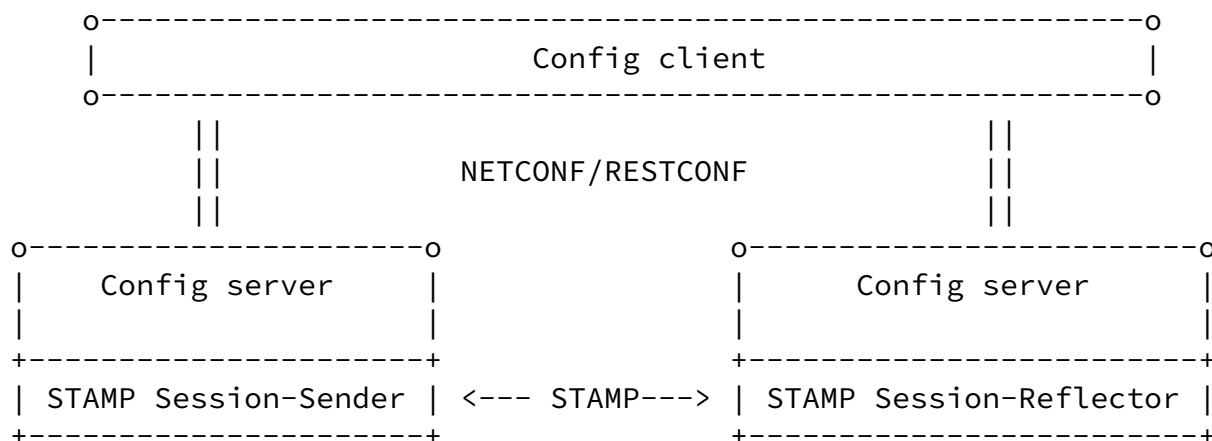 o----------------------------------------------------------o
|                        Config client                     |
o----------------------------------------------------------o
||                                          ||
||             NETCONF/RESTCONF             ||
||                                          ||
o----------------------o                o-------------------------o
|    Config server     |                |      Config server      |
|                      |                |                         |
+----------------------+                +-------------------------+
| STAMP Session-Sender | <--- STAMP---> | STAMP Session-Reflector |
+----------------------+                +-------------------------+